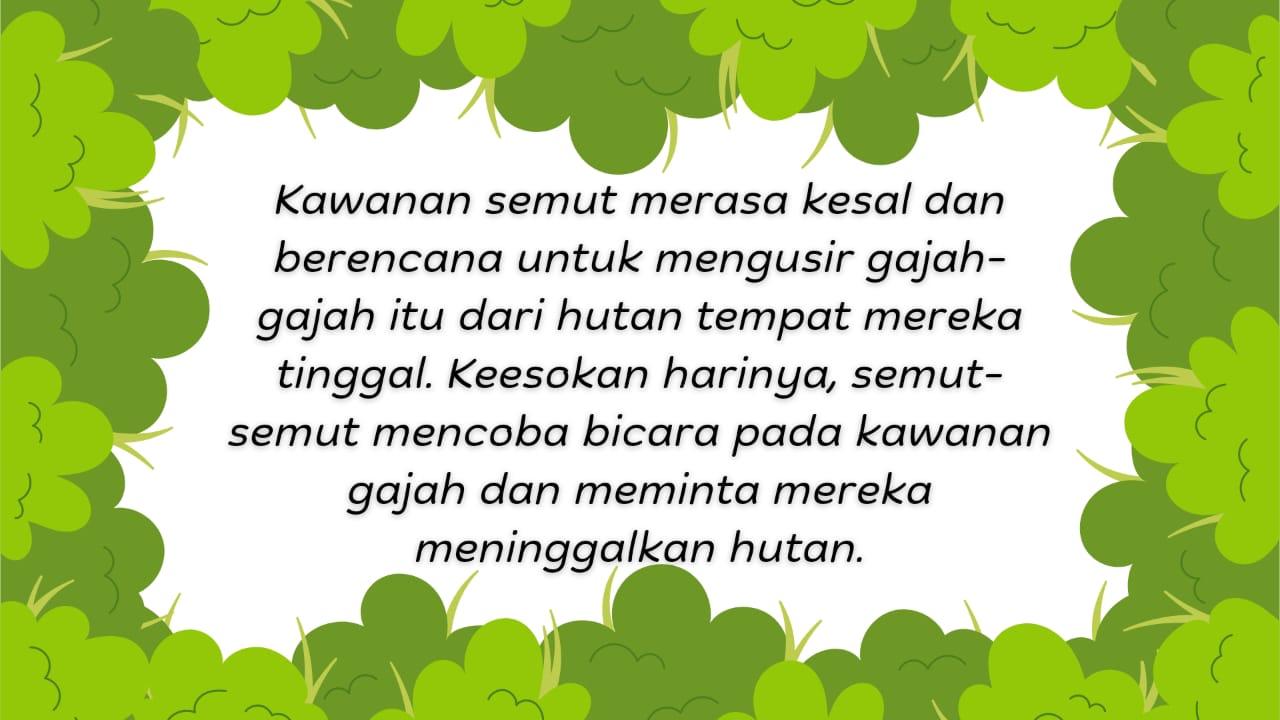 Kawanan semut merasa kesal dan
berencana untuk mengusir gajah-
gajah itu dari hutan tempat mereka
tinggal. Keesokan harinya, semut-
semut mencoba bicara pada kawanan
gajah dan meminta mereka
meninggalkan hutan.